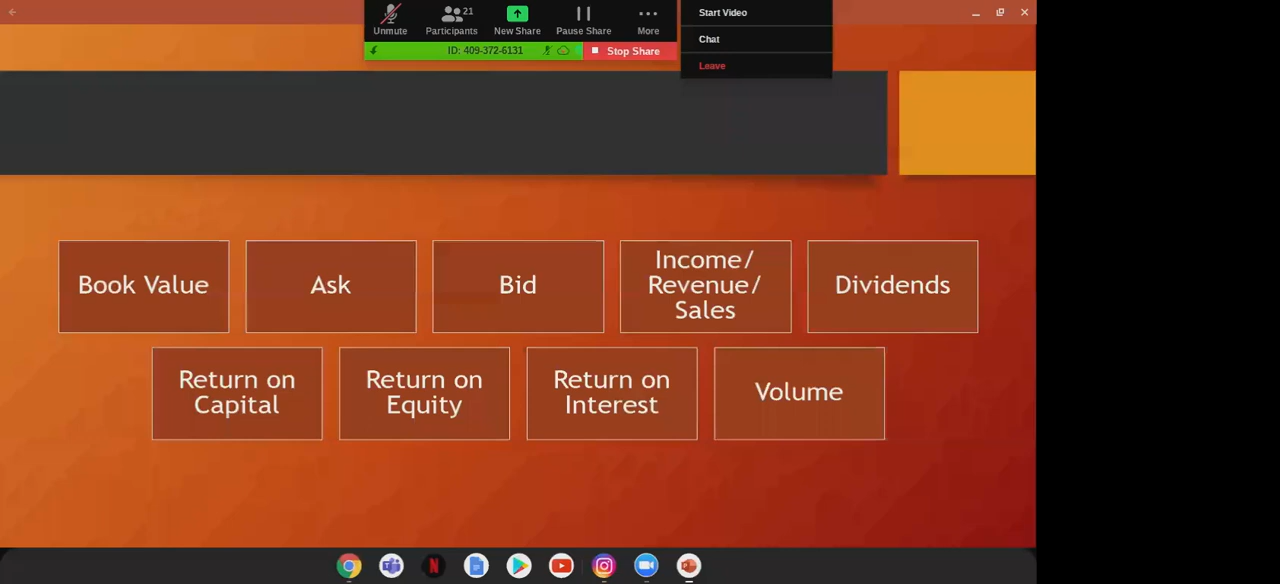 21
Unmute
Participants
New Share
Pause Share
More
Start Video
Chat
Leave
ID: 409-372-6131
Stop Share
Book Value
Ask
Bid
Income/
Revenue/
Sales
Dividends
Return on
Capital
Return on
Equity
Return on
Interest
Volume